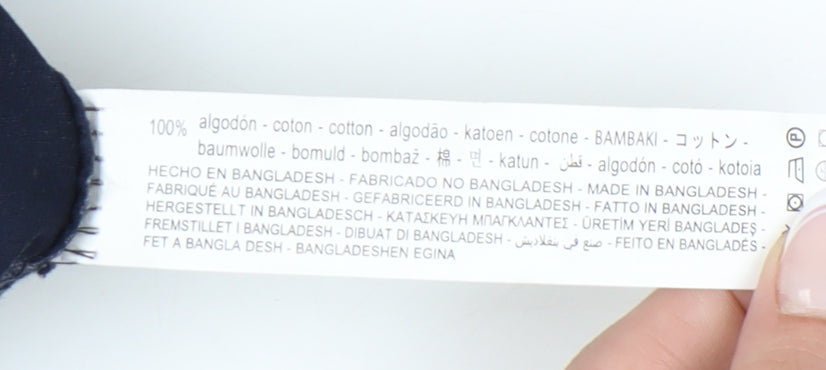 100% algodón - coton - cotton - algodão - katoen - cotone - BAMBAKI - コットン -
baumwolle - bomuld - bombaž - 棉 - 면 - katun - قطن - algodón - cotó - kotoia
HECHO EN BANGLADESH - FABRICADO NO BANGLADESH - MADE IN BANGLADESH -
FABRIQUÉ AU BANGLADESH - GEFABRICEERD IN BANGLADESH - FATTO IN BANGLADESH -
HERGESTELLT IN BANGLADESCH - ΚΑΤΑΣΚΕΥΗ ΜΠΑΓΚΛΑΝΤΕΣ - ÜRETİM YERİ BANGLADEŞ -
FREMSTILLET I BANGLADESH - DIBUAT DI BANGLADESH - صنع في بنغلاديش - FEITO EN BANGLADÉS -
FET A BANGLA DESH - BANGLADESHEN EGINA
P